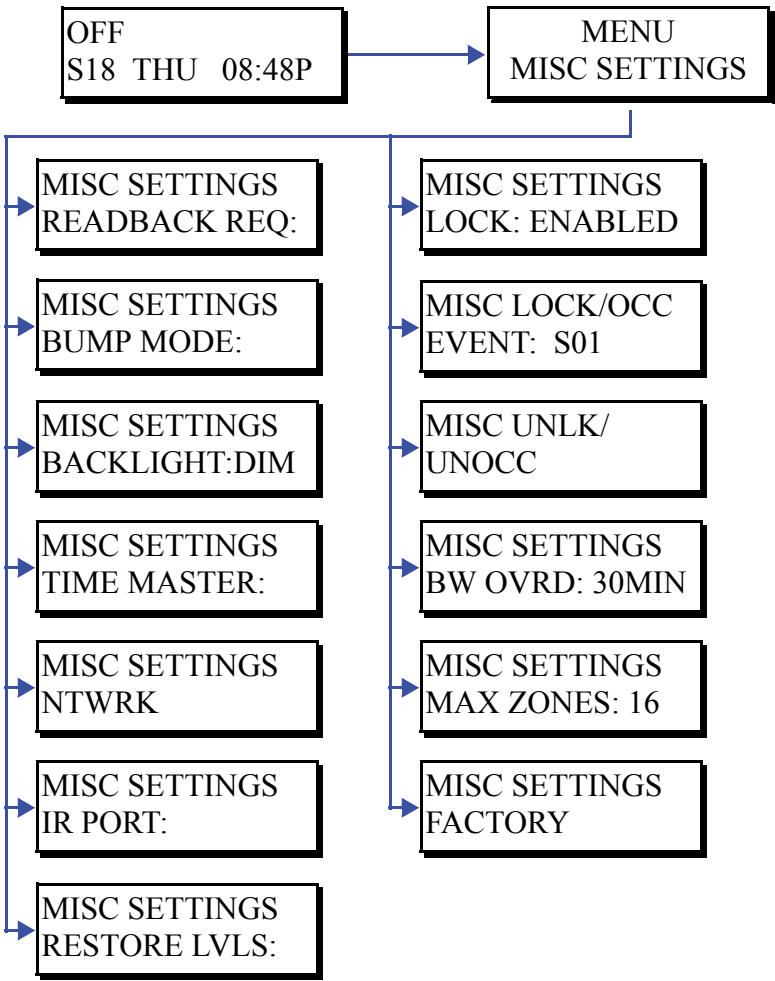 OFF
S18 THU 08:48P
MENU
MISC SETTINGS
MISC SETTINGS
READBACK REQ:
MISC SETTINGS
BUMP MODE:
MISC SETTINGS
BACKLIGHT:DIM
MISC SETTINGS
TIME MASTER:
MISC SETTINGS
NTWRK
MISC SETTINGS
IR PORT:
MISC SETTINGS
RESTORE LVLS:
MISC SETTINGS
LOCK: ENABLED
MISC LOCK/OCC
EVENT: S01
MISC UNLK/
UNOCC
MISC SETTINGS
BW OVRD: 30MIN
MISC SETTINGS
MAX ZONES: 16
MISC SETTINGS
FACTORY